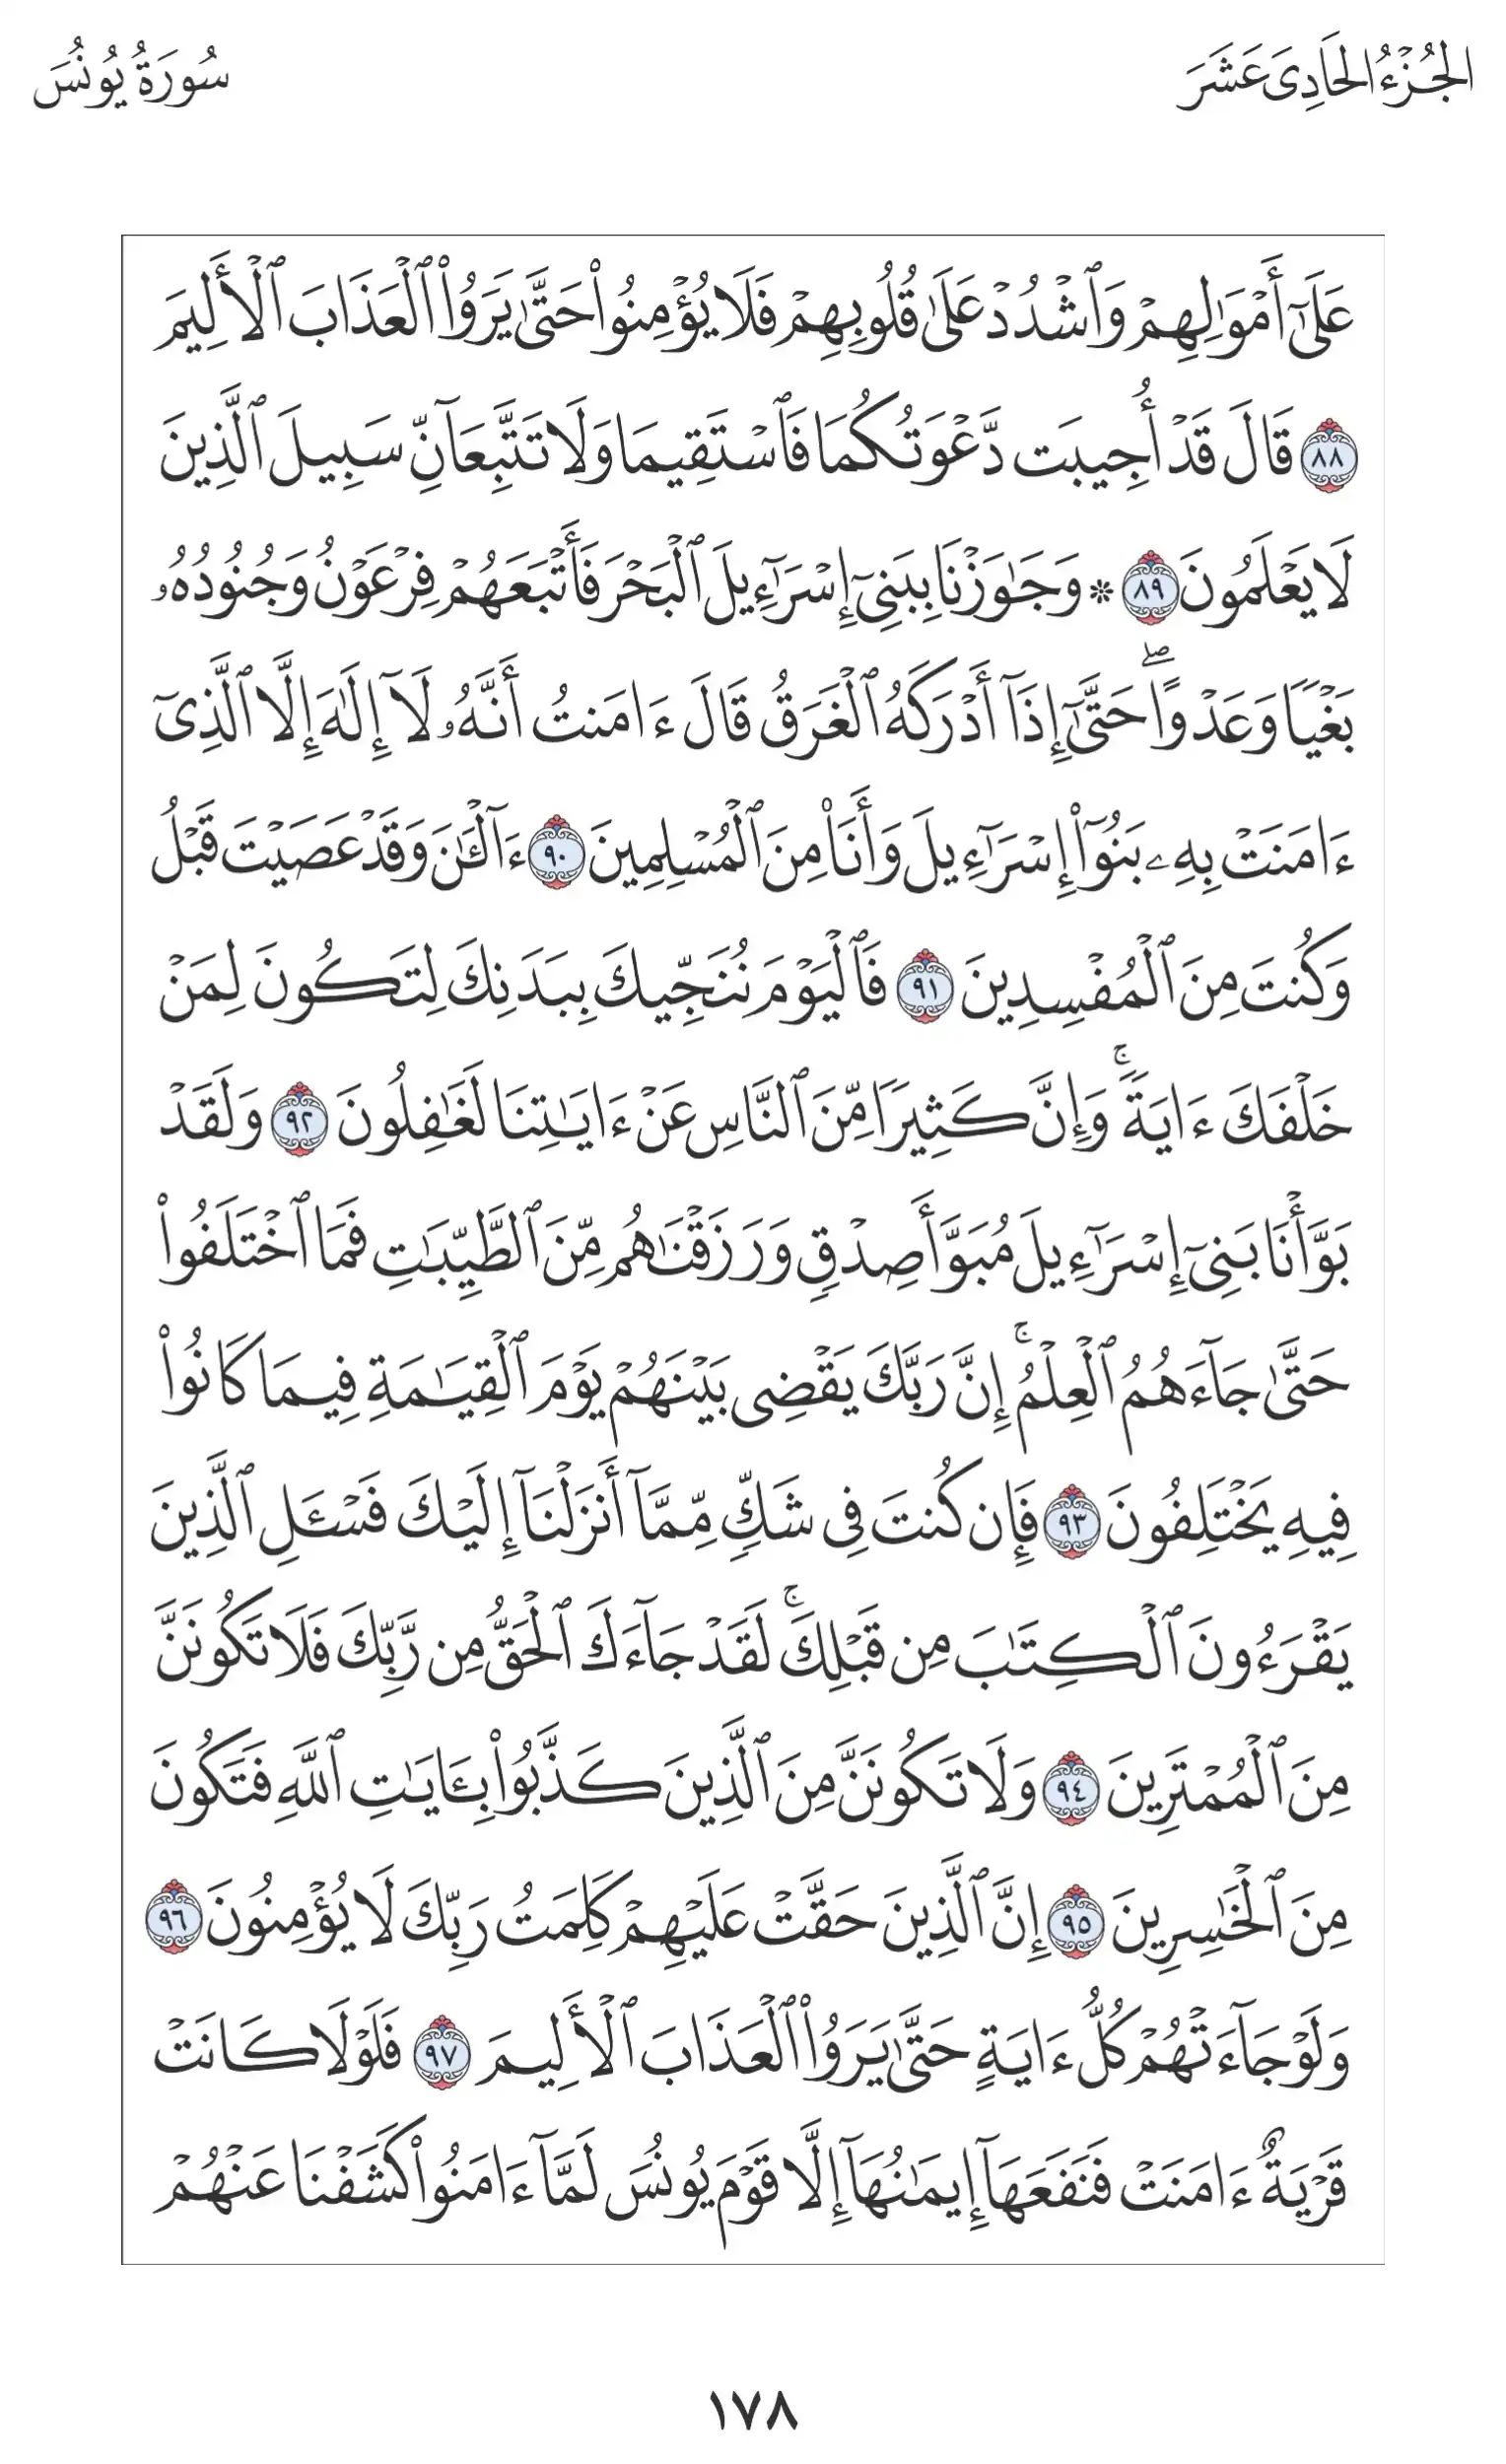 الجُزْءُ الحَادِىَ عَشَرَ
سُورَةُ يُونُسَ
عَلَىٰٓ أَمْوَٰلِهِمْ وَٱشْدُدْ عَلَىٰ قُلُوبِهِمْ فَلَا يُؤْمِنُوا۟ حَتَّىٰ يَرَوُا۟ ٱلْعَذَابَ ٱلْأَلِيمَ
٨٨ قَالَ قَدْ أُجِيبَت دَّعْوَتُكُمَا فَٱسْتَقِيمَا وَلَا تَتَّبِعَآنِّ سَبِيلَ ٱلَّذِينَ
لَا يَعْلَمُونَ ٨٩ * وَجَـٰوَزْنَا بِبَنِىٓ إِسْرَٰٓءِيلَ ٱلْبَحْرَ فَأَتْبَعَهُمْ فِرْعَوْنُ وَجُنُودُهُۥ
بَغْيًا وَعَدْوًا ۖ حَتَّىٰٓ إِذَآ أَدْرَكَهُ ٱلْغَرَقُ قَالَ ءَامَنتُ أَنَّهُۥ لَآ إِلَـٰهَ إِلَّا ٱلَّذِىٓ
ءَامَنَتْ بِهِۦ بَنُوٓا۟ إِسْرَٰٓءِيلَ وَأَنَا۠ مِنَ ٱلْمُسْلِمِينَ ٩٠ ءَآلْـَٔـٰنَ وَقَدْ عَصَيْتَ قَبْلُ
وَكُنتَ مِنَ ٱلْمُفْسِدِينَ ٩١ فَٱلْيَوْمَ نُنَجِّيكَ بِبَدَنِكَ لِتَكُونَ لِمَنْ
خَلْفَكَ ءَايَةً ۚ وَإِنَّ كَثِيرًا مِّنَ ٱلنَّاسِ عَنْ ءَايَـٰتِنَا لَغَـٰفِلُونَ ٩٢ وَلَقَدْ
بَوَّأْنَا بَنِىٓ إِسْرَٰٓءِيلَ مُبَوَّأَ صِدْقٍ وَرَزَقْنَـٰهُم مِّنَ ٱلطَّيِّبَـٰتِ فَمَا ٱخْتَلَفُوا۟
حَتَّىٰ جَآءَهُمُ ٱلْعِلْمُ ۚ إِنَّ رَبَّكَ يَقْضِى بَيْنَهُمْ يَوْمَ ٱلْقِيَـٰمَةِ فِيمَا كَانُوا۟
فِيهِ يَخْتَلِفُونَ ٩٣ فَإِن كُنتَ فِى شَكٍّ مِّمَّآ أَنزَلْنَآ إِلَيْكَ فَسْـَٔلِ ٱلَّذِينَ
يَقْرَءُونَ ٱلْكِتَـٰبَ مِن قَبْلِكَ ۚ لَقَدْ جَآءَكَ ٱلْحَقُّ مِن رَّبِّكَ فَلَا تَكُونَنَّ
مِنَ ٱلْمُمْتَرِينَ ٩٤ وَلَا تَكُونَنَّ مِنَ ٱلَّذِينَ كَذَّبُوا۟ بِـَٔايَـٰتِ ٱللَّهِ فَتَكُونَ
مِنَ ٱلْخَـٰسِرِينَ ٩٥ إِنَّ ٱلَّذِينَ حَقَّتْ عَلَيْهِمْ كَلِمَتُ رَبِّكَ لَا يُؤْمِنُونَ ٩٦
وَلَوْ جَآءَتْهُمْ كُلُّ ءَايَةٍ حَتَّىٰ يَرَوُا۟ ٱلْعَذَابَ ٱلْأَلِيمَ ٩٧ فَلَوْلَا كَانَتْ
قَرْيَةٌ ءَامَنَتْ فَنَفَعَهَآ إِيمَـٰنُهَآ إِلَّا قَوْمَ يُونُسَ لَمَّآ ءَامَنُوا۟ كَشَفْنَا عَنْهُمْ
١٧٨